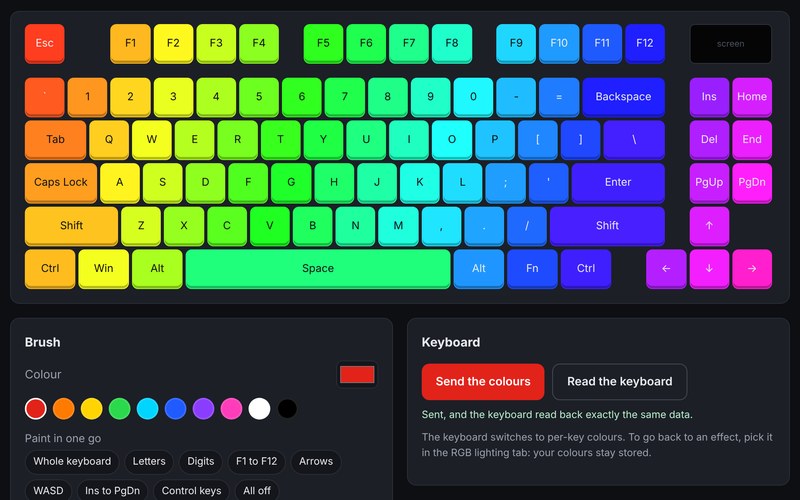 Esc F1 F2 F3 F4 F5 F6 F7 F8 F9 F10 F11 F12 screen
` 1 2 3 4 5 6 7 8 9 0 - = Backspace Ins Home
Tab Q W E R T Y U I O P [ ] \ Del End
Caps Lock A S D F G H J K L ; ' Enter PgUp PgDn
Shift Z X C V B N M , . / Shift ↑
Ctrl Win Alt Space Alt Fn Ctrl ← ↓ →
Brush
Colour
Paint in one go
Whole keyboard Letters Digits F1 to F12 Arrows
WASD Ins to PgDn Control keys All off
Keyboard
Send the colours Read the keyboard
Sent, and the keyboard read back exactly the same data.
The keyboard switches to per-key colours. To go back to an effect, pick it
in the RGB lighting tab: your colours stay stored.